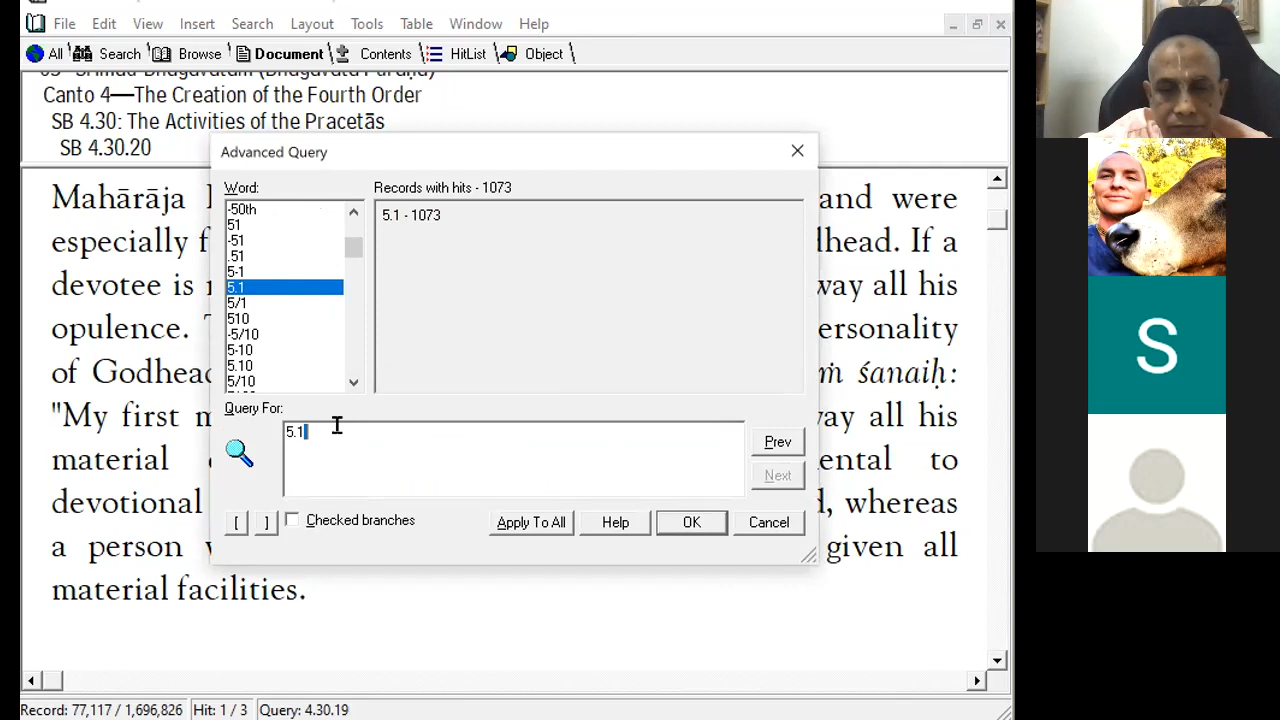 File Edit View Insert Search Layout Tools Table Window Help
All Search Browse Document Contents HitList Object
Canto 4—The Creation of the Fourth Order
SB 4.30: The Activities of the Pracetās
SB 4.30.20
Advanced Query
Word:
Records with hits - 1073
-50th
51
-51
.51
5-1
5.1
5/1
510
-5/10
5-10
5.10
5/10
5.1 - 1073
Query For:
5.1
Prev
Next
[ ] Checked branches Apply To All Help OK Cancel
Mahārāja and were
especially dhead. If a
devotee is way all his
opulence. ersonality
of Godhead śanaiḥ:
"My first way all his
material ental to
devotional d, whereas
a person given all
material facilities.
S
Record: 77,117 / 1,696,826 Hit: 1 / 3 Query: 4.30.19